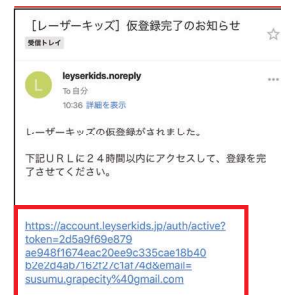 ［レーザーキッズ］仮登録完了のお知らせ
受信トレイ
L
leyserkids.noreply
To 自分
10:36 詳細を表示
レーザーキッズの仮登録がされました。
下記ＵＲＬに２４時間以内にアクセスして、登録を完
了させてください。
https://account.leyserkids.jp/auth/active?
token=2d5a9f69e879
ae948f1674eac20ee9c335cae18b40
b2e2d4ab7162f27c1af74d&email=
susumu.grapecity%40gmail.com